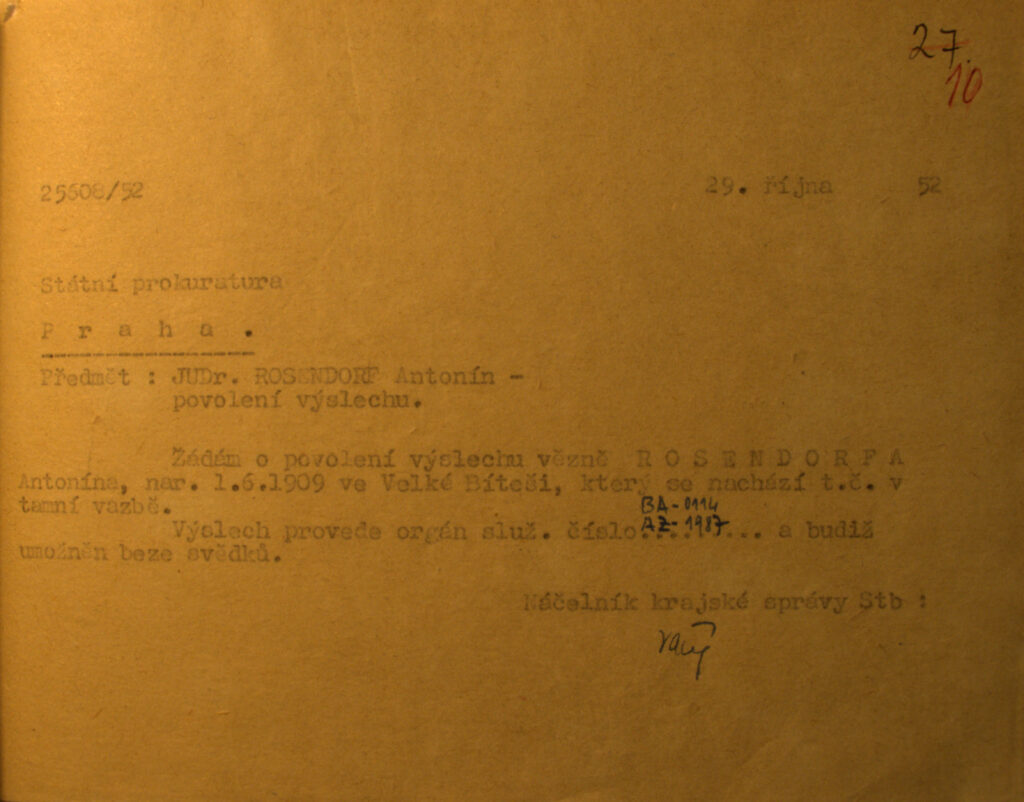 27.
10
25608/52 29. října 52
Státní prokuratura
P r a h a .
Předmět : JUDr. ROSENDORF Antonín -
povolení výslechu.
Žádám o povolení výslechu vězně R O S E N D O R F A
Antonína, nar. 1.6.1909 ve Velké Bíteši, který se nachází t.č. v
tamní vazbě.
BA-0114
Výslech provede orgán služ. číslo AZ-1987... a budiž
umožněn beze svědků.
Náčelník krajské správy Stb :